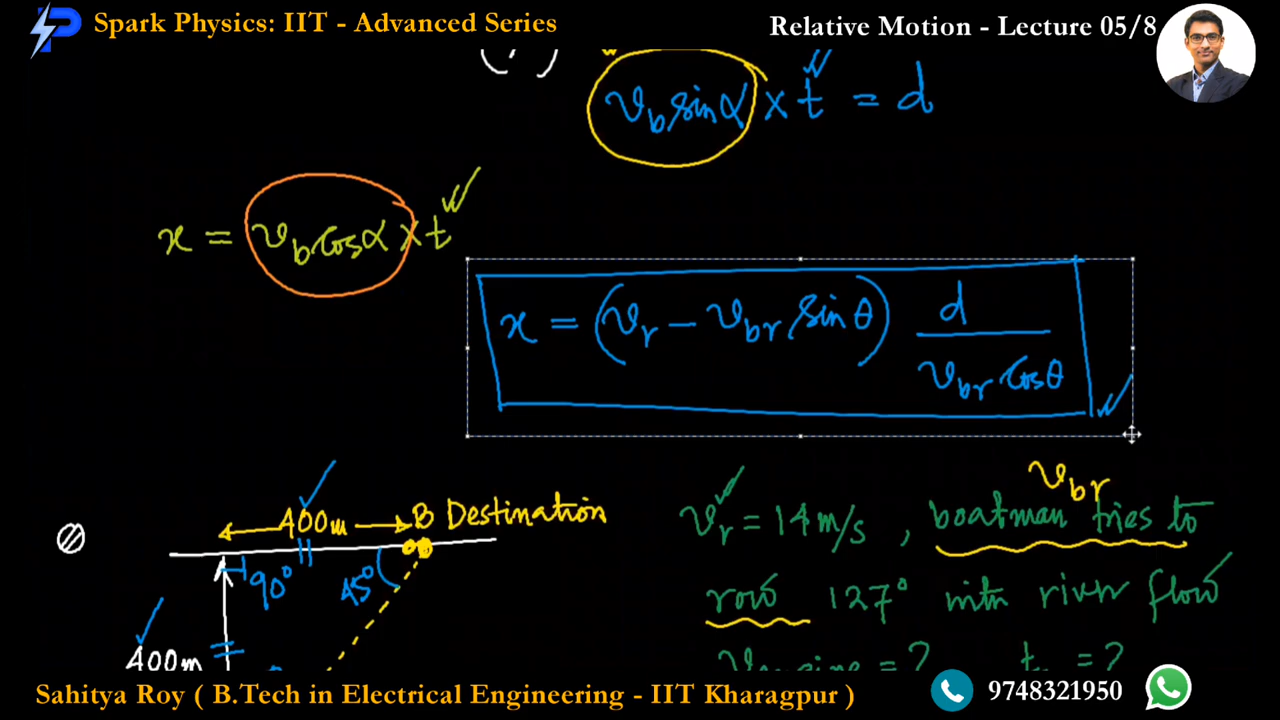 Spark Physics: IIT - Advanced Series
Relative Motion - Lecture 05/8
v_b sinα × t = d
x = v_b cosα × t
x = (v_r − v_br sinθ) d / (v_br cosθ)
400m B Destination
90° 45°
400m
v_br
v_r = 14 m/s , boatman tries to
row 127° with river flow
= ? t = ?
Sahitya Roy ( B.Tech in Electrical Engineering - IIT Kharagpur )
9748321950